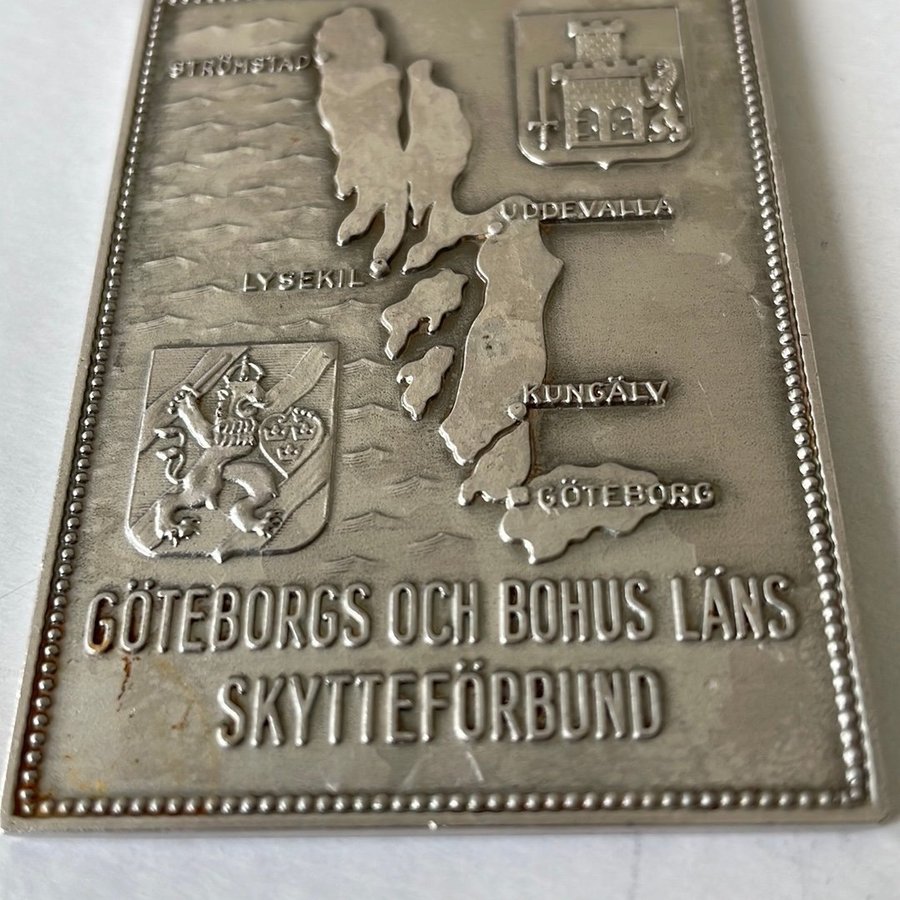 STRÖMSTAD
UDDEVALLA
LYSEKIL
KUNGÄLV
GÖTEBORG
GÖTEBORGS OCH BOHUS LÄNS
SKYTTEFÖRBUND